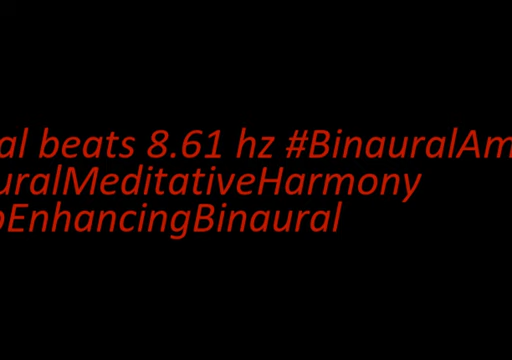 al beats 8.61 hz #BinauralAm
uralMeditativeHarmony
EnhancingBinaural